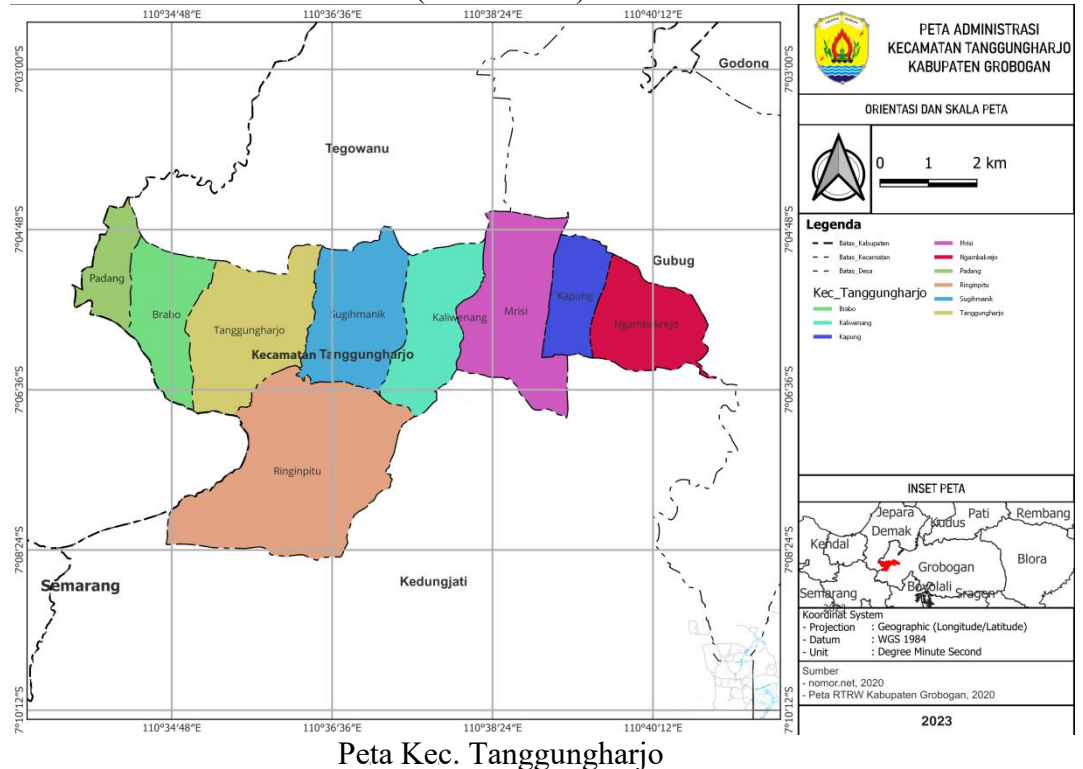 110°34'48"E 110°36'36"E 110°38'24"E 110°40'12"E
7°03'00"S
7°04'48"S
7°06'36"S
7°08'24"S
7°10'12"S
7°03'00"S
7°04'48"S
7°06'36"S
7°08'24"S
7°10'12"S
Godong
Tegowanu
Gubug
Padang
Brabo
Tanggungharjo
Sugihmanik
Kaliwenang
Mrisi
Kapung
Ngambakrejo
Kecamatan Tanggungharjo
Ringinpitu
Semarang
Kedungjati
110°34'48"E 110°36'36"E 110°38'24"E 110°40'12"E
PETA ADMINISTRASI
KECAMATAN TANGGUNGHARJO
KABUPATEN GROBOGAN
ORIENTASI DAN SKALA PETA
0 1 2 km
Legenda
Batas_Kabupaten
Batas_Kecamatan
Batas_Desa
Kec_Tanggungharjo
Brabo
Kaliwenang
Kapung
Mrisi
Ngambakrejo
Padang
Ringinpitu
Sugihmanik
Tanggungharjo
INSET PETA
Jepara
Pati
Rembang
Demak
Kudus
Kendal
Grobogan
Blora
Semarang
Boyolali
Sragen
Koordinat System
- Projection : Geographic (Longitude/Latitude)
- Datum : WGS 1984
- Unit : Degree Minute Second
Sumber
- nomor.net, 2020
- Peta RTRW Kabupaten Grobogan, 2020
2023
Peta Kec. Tanggungharjo